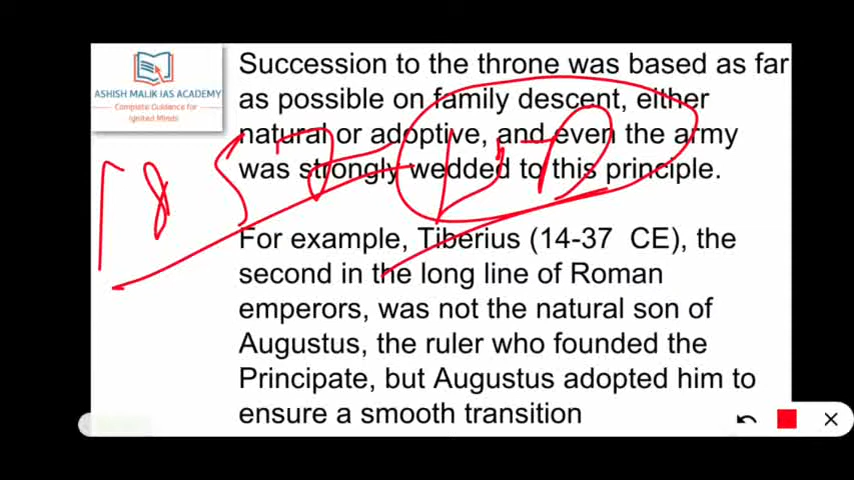 ASHISH MALIK IAS ACADEMY
Complete Guidance for
Ignited Minds
Succession to the throne was based as far
as possible on family descent, either
natural or adoptive, and even the army
was strongly wedded to this principle.
1857
For example, Tiberius (14-37 CE), the
second in the long line of Roman
emperors, was not the natural son of
Augustus, the ruler who founded the
Principate, but Augustus adopted him to
ensure a smooth transition